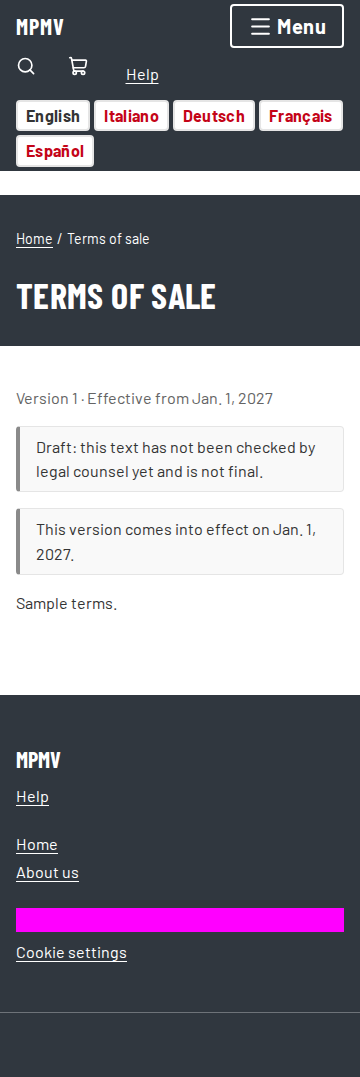 MPMV
Menu
Help
English Italiano Deutsch Français
Español
Home / Terms of sale
TERMS OF SALE
Version 1 · Effective from Jan. 1, 2027
Draft: this text has not been checked by
legal counsel yet and is not final.
This version comes into effect on Jan. 1,
2027.
Sample terms.
MPMV
Help
Home
About us
Cookie settings